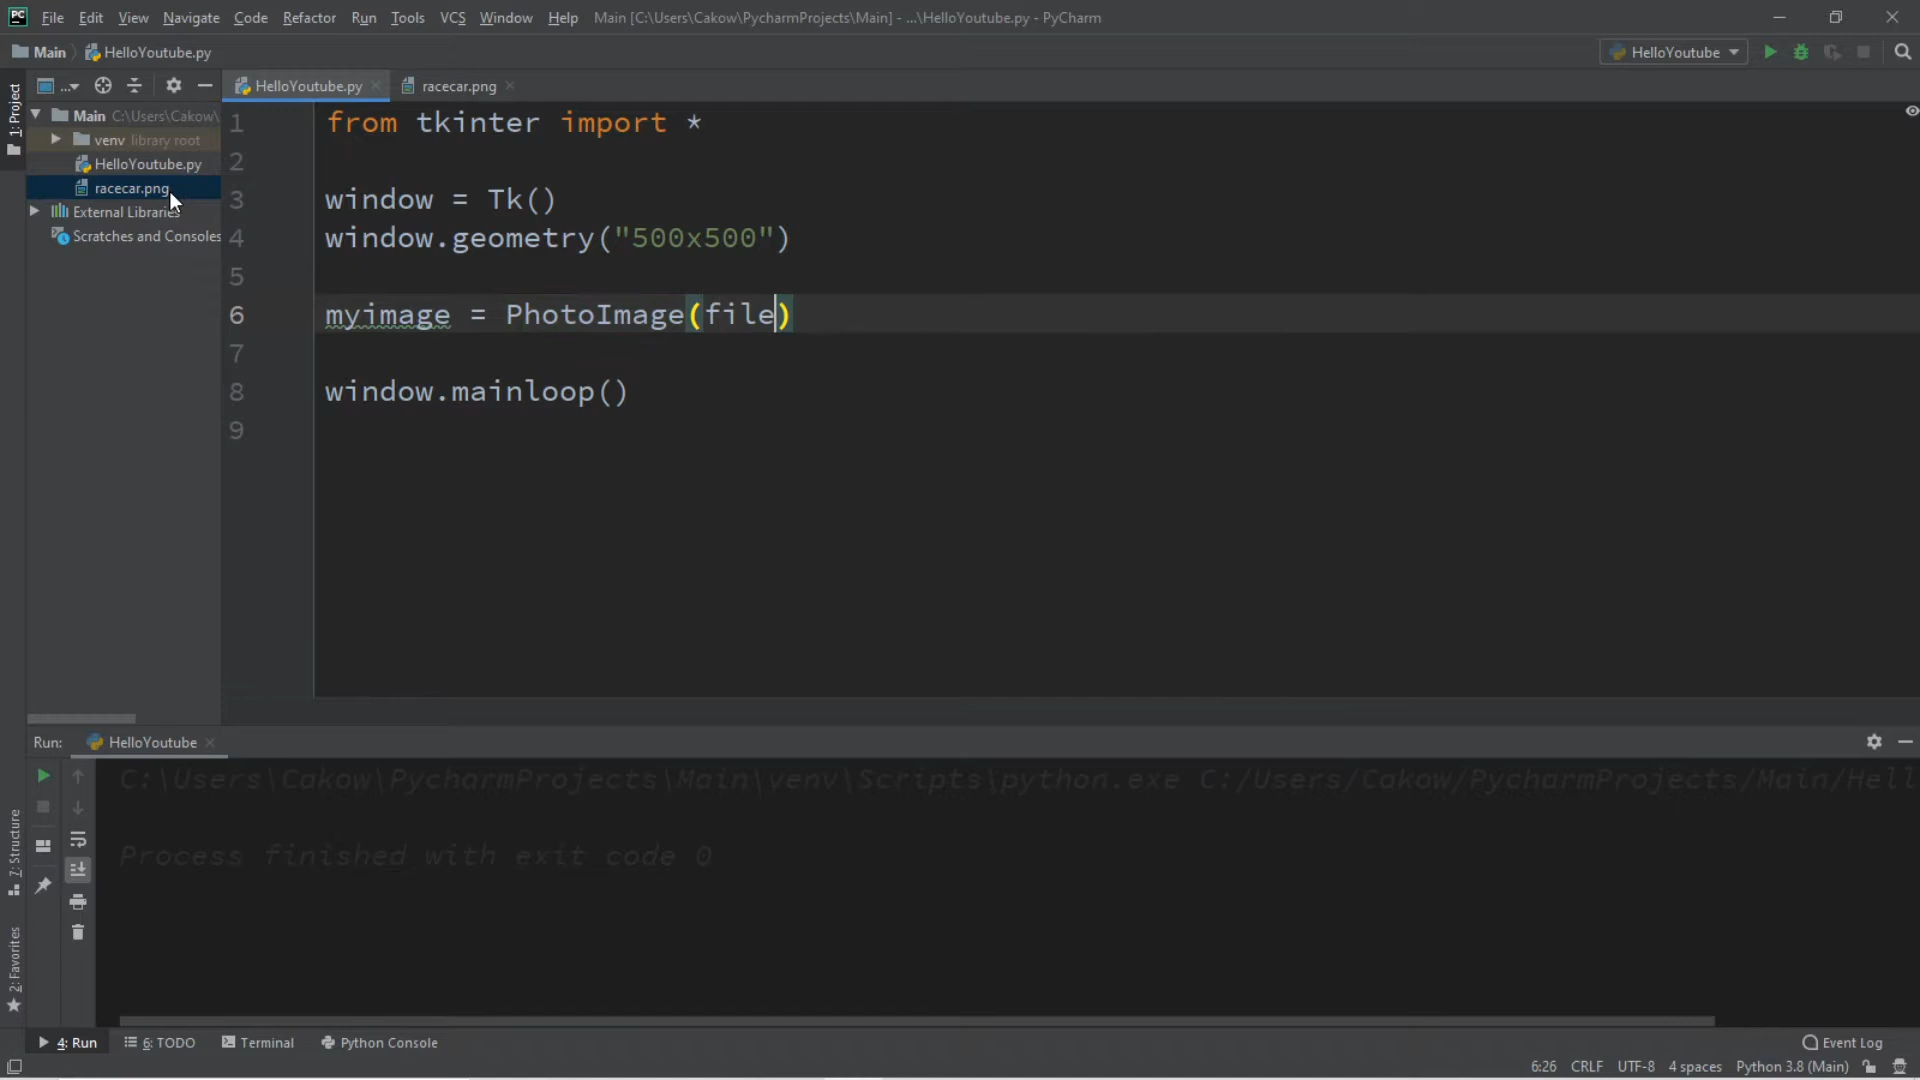 PC File Edit View Navigate Code Refactor Run Tools VCS Window Help Main [C:\Users\Cakow\PycharmProjects\Main] - ...\HelloYoutube.py - PyCharm
Main HelloYoutube.py HelloYoutube
... HelloYoutube.py racecar.png
1: Project
Main C:\Users\Cakow\
venv library root
HelloYoutube.py
racecar.png
External Libraries
Scratches and Consoles
1 from tkinter import *
2
3 window = Tk()
4 window.geometry("500x500")
5
6 myimage = PhotoImage(file)
7
8 window.mainloop()
9
Run: HelloYoutube
C:\Users\Cakow\PycharmProjects\Main\venv\Scripts\python.exe C:/Users/Cakow/PycharmProjects/Main/Hell
Process finished with exit code 0
7: Structure
2: Favorites
4: Run 6: TODO Terminal Python Console Event Log
6:26 CRLF UTF-8 4 spaces Python 3.8 (Main)